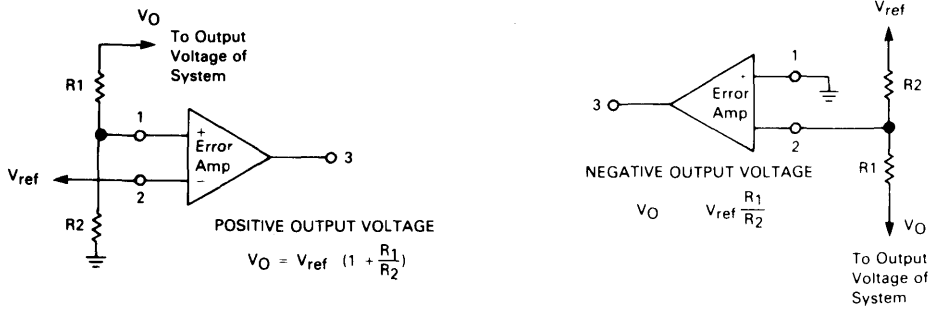 VO
To Output
Voltage of
System
R1
1
+
Error
Amp
−
3
Vref
2
R2
POSITIVE OUTPUT VOLTAGE
VO = Vref (1 + R1/R2)
Vref
1
R2
3
Error
Amp
2
R1
NEGATIVE OUTPUT VOLTAGE
VO Vref R1/R2
VO
To Output
Voltage of
System